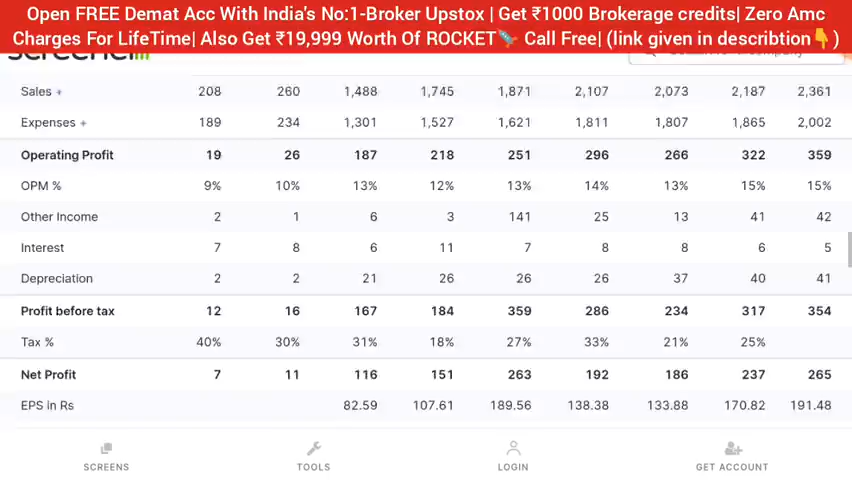 Open FREE Demat Acc With India's No:1-Broker Upstox | Get ₹1000 Brokerage credits| Zero Amc
Charges For LifeTime| Also Get ₹19,999 Worth Of ROCKET🚀 Call Free| (link given in describtion👇)
Sales + 208 260 1,488 1,745 1,871 2,107 2,073 2,187 2,361
Expenses + 189 234 1,301 1,527 1,621 1,811 1,807 1,865 2,002
Operating Profit 19 26 187 218 251 296 266 322 359
OPM % 9% 10% 13% 12% 13% 14% 13% 15% 15%
Other Income 2 1 6 3 141 25 13 41 42
Interest 7 8 6 11 7 8 8 6 5
Depreciation 2 2 21 26 26 26 37 40 41
Profit before tax 12 16 167 184 359 286 234 317 354
Tax % 40% 30% 31% 18% 27% 33% 21% 25%
Net Profit 7 11 116 151 263 192 186 237 265
EPS in Rs 82.59 107.61 189.56 138.38 133.88 170.82 191.48
SCREENS TOOLS LOGIN GET ACCOUNT